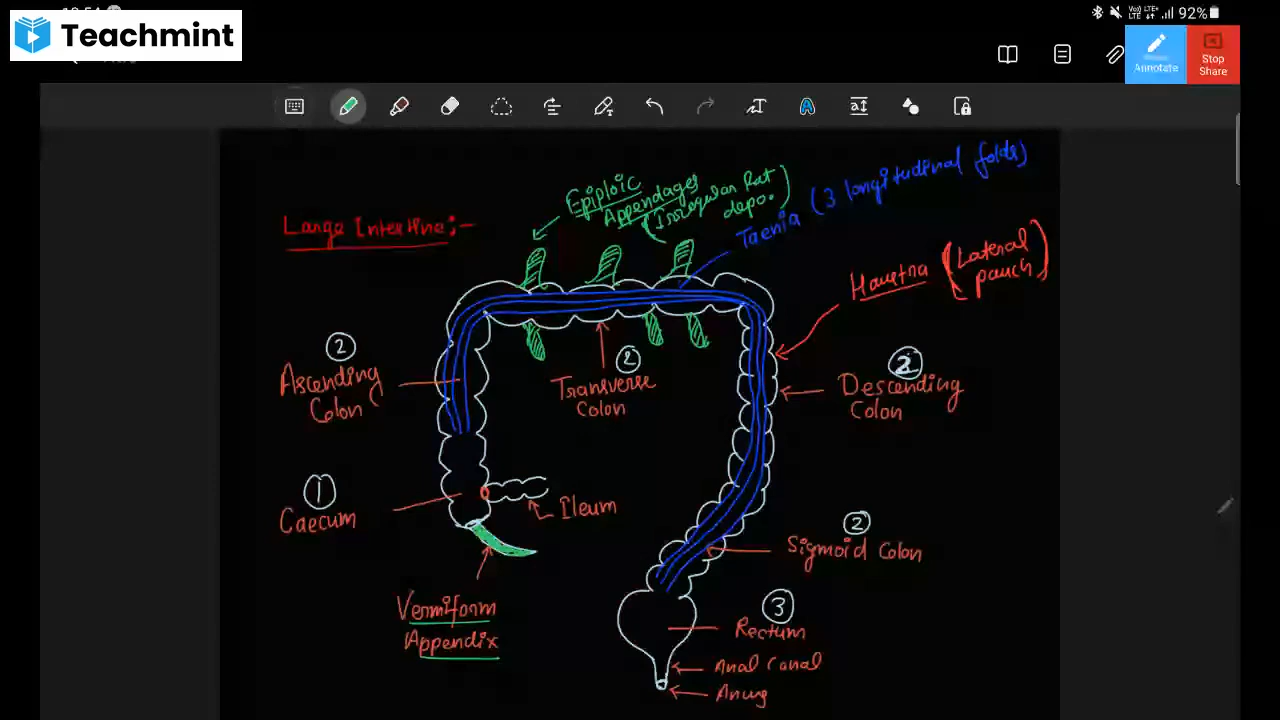 92%
Teachmint
Annotate
Stop
Share
Epiploic
Appendages
(Irregular Fat
depo.)
Taenia (3 longitudinal folds)
Large Intestine:-
Haustra (Lateral
pauch)
2
Ascending
Colon
2
Transverse
Colon
2
Descending
Colon
1
Caecum
Ileum
2
Sigmoid Colon
Vermiform
Appendix
3
Rectum
Anal Canal
Anus